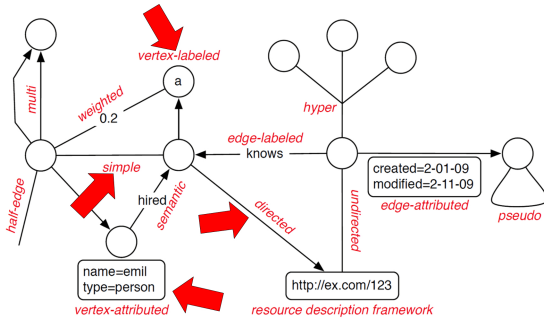 vertex-labeled
a
hyper
multi
weighted
0.2
edge-labeled
knows
simple
created=2-01-09
modified=2-11-09
edge-attributed
pseudo
half-edge
hired
semantic
directed
undirected
name=emil
type=person
vertex-attributed
http://ex.com/123
resource description framework